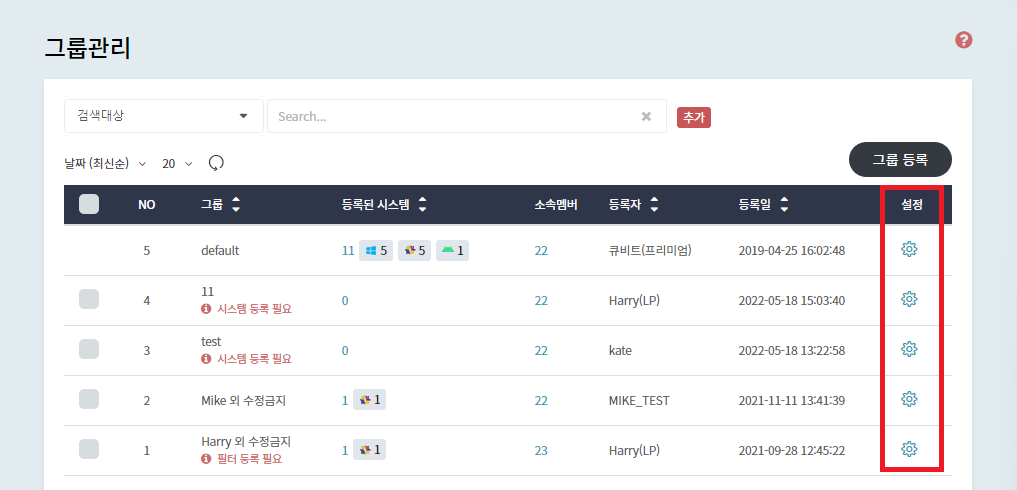 그룹관리
검색대상 Search... 추가
날짜 (최신순) 20 그룹 등록
NO 그룹 등록된 시스템 소속멤버 등록자 등록일 설정
5 default 11 5 5 1 22 큐비트(프리미엄) 2019-04-25 16:02:48
4 11 0 22 Harry(LP) 2022-05-18 15:03:40
시스템 등록 필요
3 test 0 22 kate 2022-05-18 13:22:58
시스템 등록 필요
2 Mike 외 수정금지 1 1 22 MIKE_TEST 2021-11-11 13:41:39
1 Harry 외 수정금지 1 1 23 Harry(LP) 2021-09-28 12:45:22
필터 등록 필요